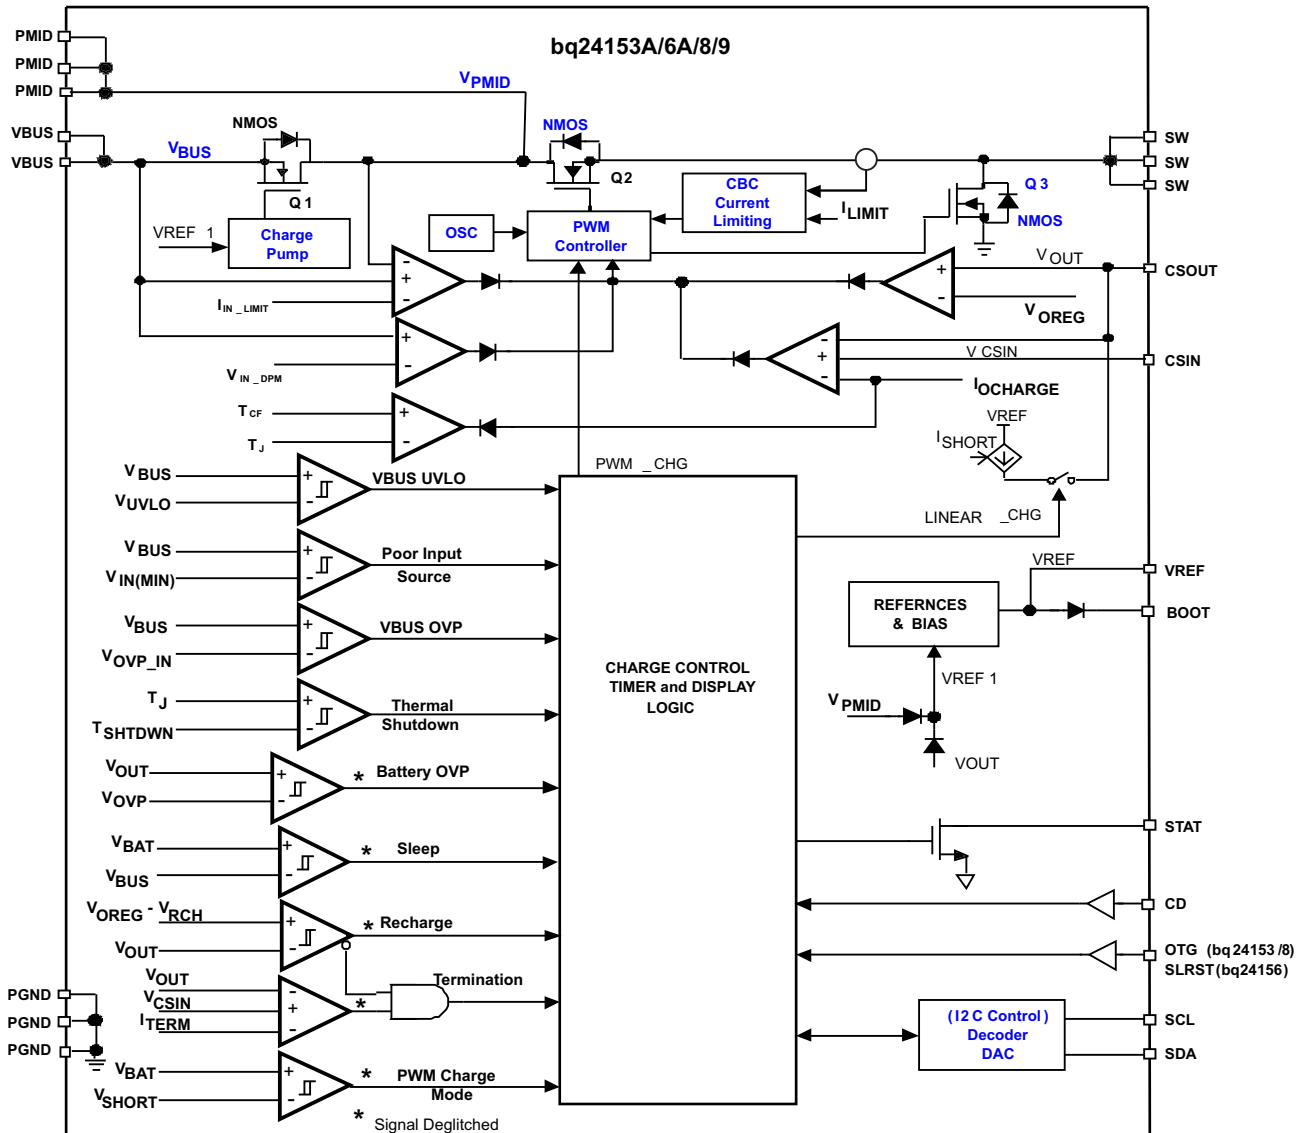 bq24153A/6A/8/9
PMID
PMID
PMID
VBUS
VBUS
VPMID
VBUS
NMOS
Q1
VREF 1
Charge
Pump
NMOS
Q2
OSC
PWM
Controller
CBC
Current
Limiting
ILIMIT
Q3
NMOS
SW
SW
SW
- + -
IIN_LIMIT
+ -
VIN_DPM
+ -
TCF
TJ
+ -
VOUT
VOREG
CSOUT
- + -
V CSIN
CSIN
IOCHARGE
VREF
ISHORT
LINEAR _CHG
PWM _CHG
VBUS
VUVLO
+ -
VBUS UVLO
VBUS
VIN(MIN)
+ -
Poor Input
Source
VBUS
VOVP_IN
+ -
VBUS OVP
TJ
TSHTDWN
+ -
Thermal
Shutdown
VOUT
VOVP
+ -
* Battery OVP
VBAT
VBUS
+ -
* Sleep
VOREG - VRCH
VOUT
+ -
* Recharge
VOUT
VCSIN
ITERM
- + -
*
Termination
VBAT
VSHORT
+ -
* PWM Charge
Mode
* Signal Deglitched
PGND
PGND
PGND
CHARGE CONTROL
TIMER and DISPLAY
LOGIC
REFERNCES
& BIAS
VREF
VREF
BOOT
VREF 1
VPMID
VOUT
STAT
CD
OTG (bq24153/8)
SLRST(bq24156)
(I2C Control)
Decoder
DAC
SCL
SDA